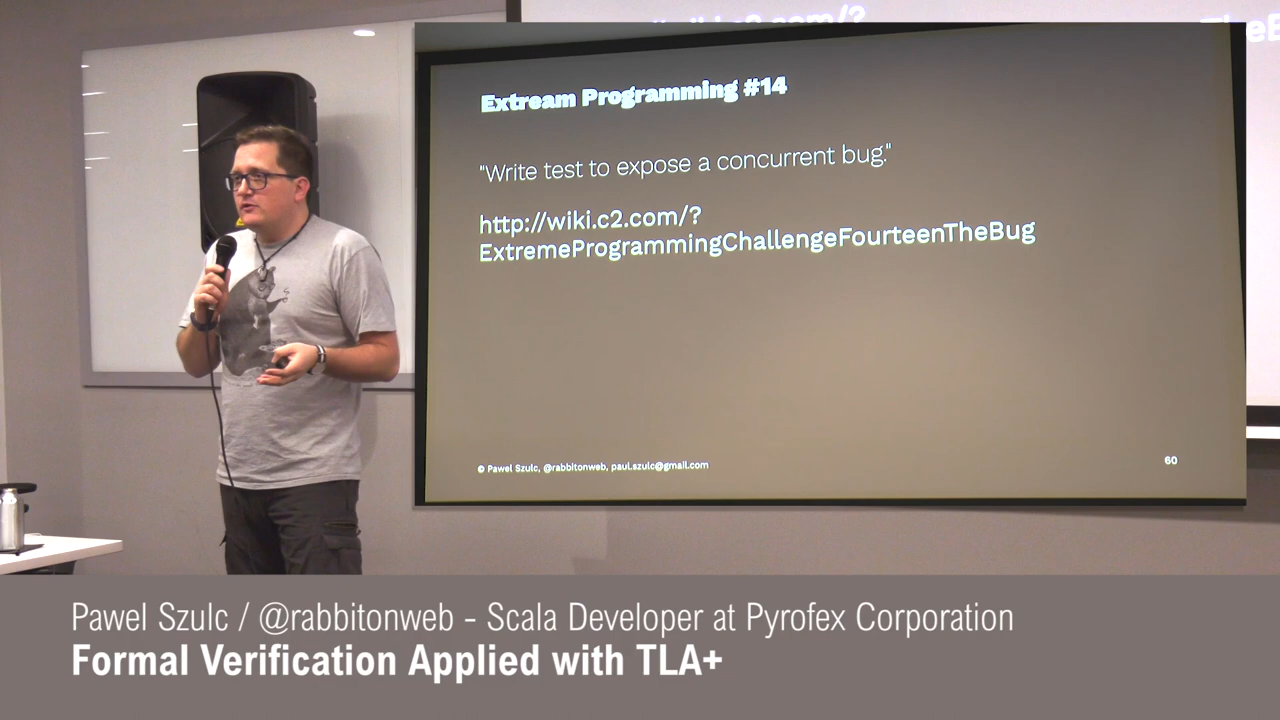 Extream Programming #14
"Write test to expose a concurrent bug."
http://wiki.c2.com/?
ExtremeProgrammingChallengeFourteenTheBug
© Pawel Szulc, @rabbitonweb, paul.szulc@gmail.com
60
Pawel Szulc / @rabbitonweb - Scala Developer at Pyrofex Corporation
Formal Verification Applied with TLA+